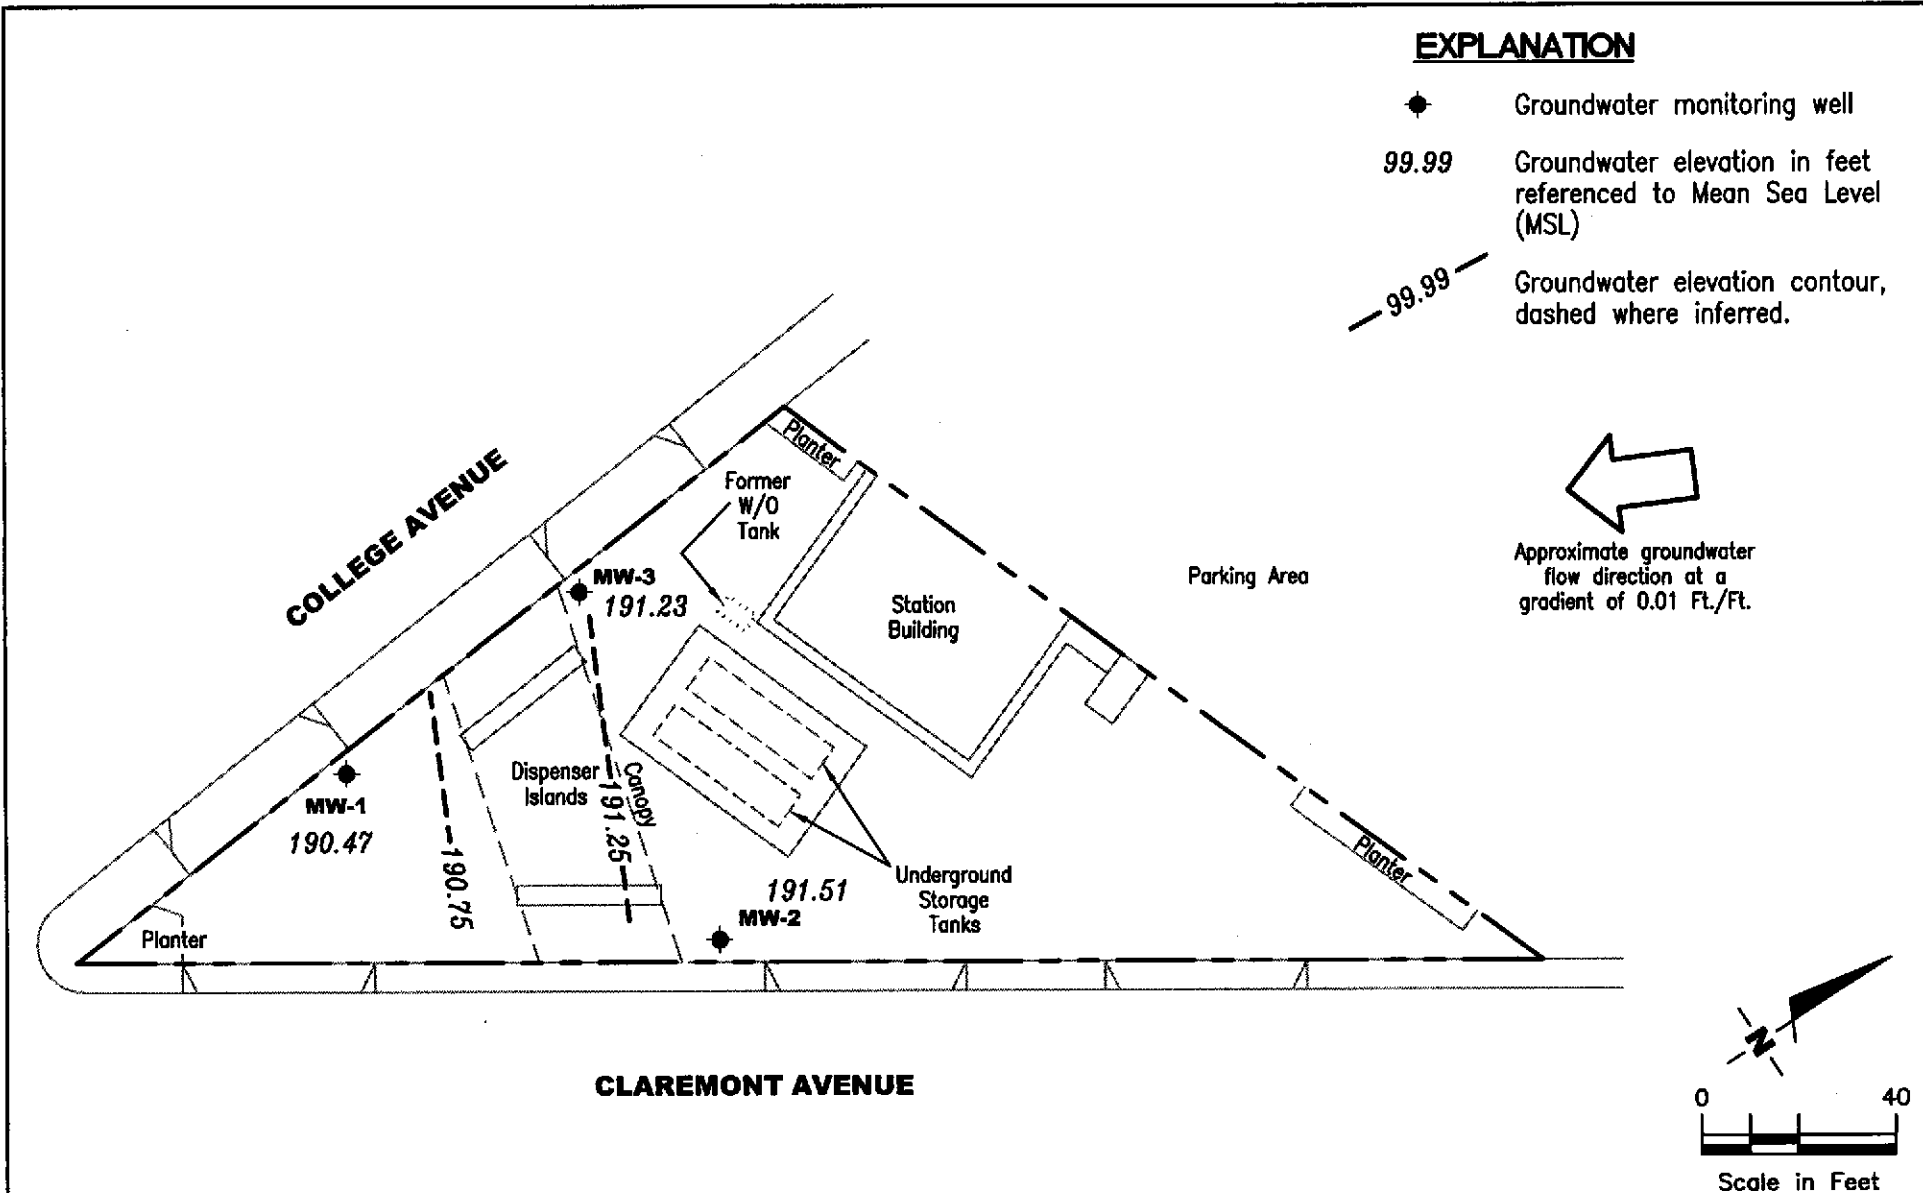 EXPLANATION
Groundwater monitoring well
99.99
Groundwater elevation in feet
referenced to Mean Sea Level
(MSL)
99.99
Groundwater elevation contour,
dashed where inferred.
Approximate groundwater
flow direction at a
gradient of 0.01 Ft./Ft.
COLLEGE AVENUE
Planter
Former
W/O
Tank
MW-3
191.23
Station
Building
Parking Area
MW-1
190.47
190.75
Dispenser
Islands
Canopy
191.25
191.51
MW-2
Underground
Storage
Tanks
Planter
Planter
CLAREMONT AVENUE
N
0 40
Scale in Feet